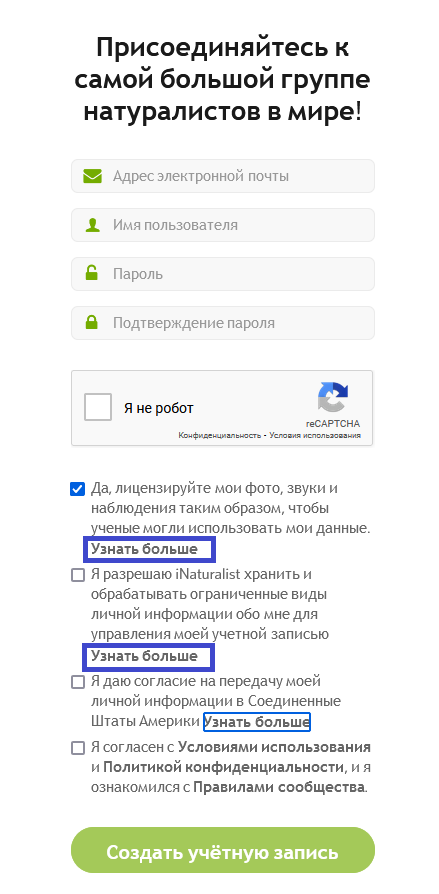 Присоединяйтесь к
самой большой группе
натуралистов в мире!
Адрес электронной почты
Имя пользователя
Пароль
Подтверждение пароля
Я не робот
reCAPTCHA
Конфиденциальность • Условия использования
Да, лицензируйте мои фото, звуки и
наблюдения таким образом, чтобы
ученые могли использовать мои данные.
Узнать больше
Я разрешаю iNaturalist хранить и
обрабатывать ограниченные виды
личной информации обо мне для
управления моей учетной записью
Узнать больше
Я даю согласие на передачу моей
личной информации в Соединенные
Штаты Америки Узнать больше
Я согласен с Условиями использования
и Политикой конфиденциальности, и я
ознакомился с Правилами сообщества.
Создать учётную запись